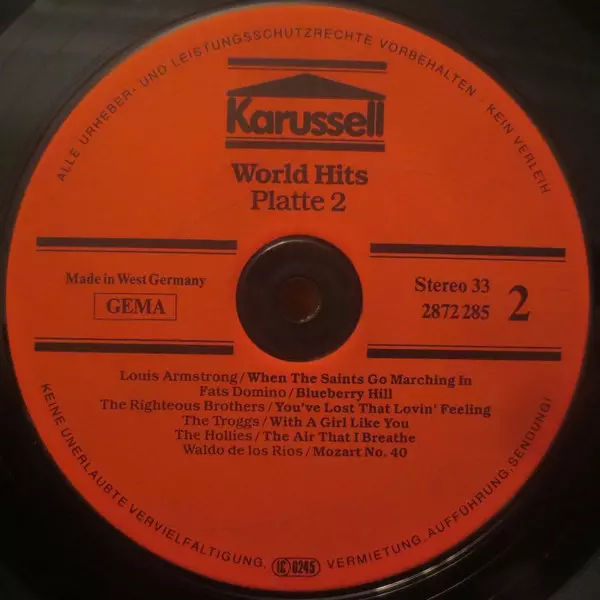 ALLE URHEBER- UND LEISTUNGSSCHUTZRECHTE VORBEHALTEN · KEIN VERLEIH
Karussell
World Hits
Platte 2
Made in West Germany
GEMA
Stereo 33
2872 285
2
Louis Armstrong/When The Saints Go Marching In
Fats Domino/Blueberry Hill
The Righteous Brothers/You've Lost That Lovin' Feeling
The Troggs/With A Girl Like You
The Hollies/The Air That I Breathe
Waldo de los Rios/Mozart No. 40
KEINE UNERLAUBTE VERVIELFÄLTIGUNG, VERMIETUNG, AUFFÜHRUNG, SENDUNG!
LC 0245